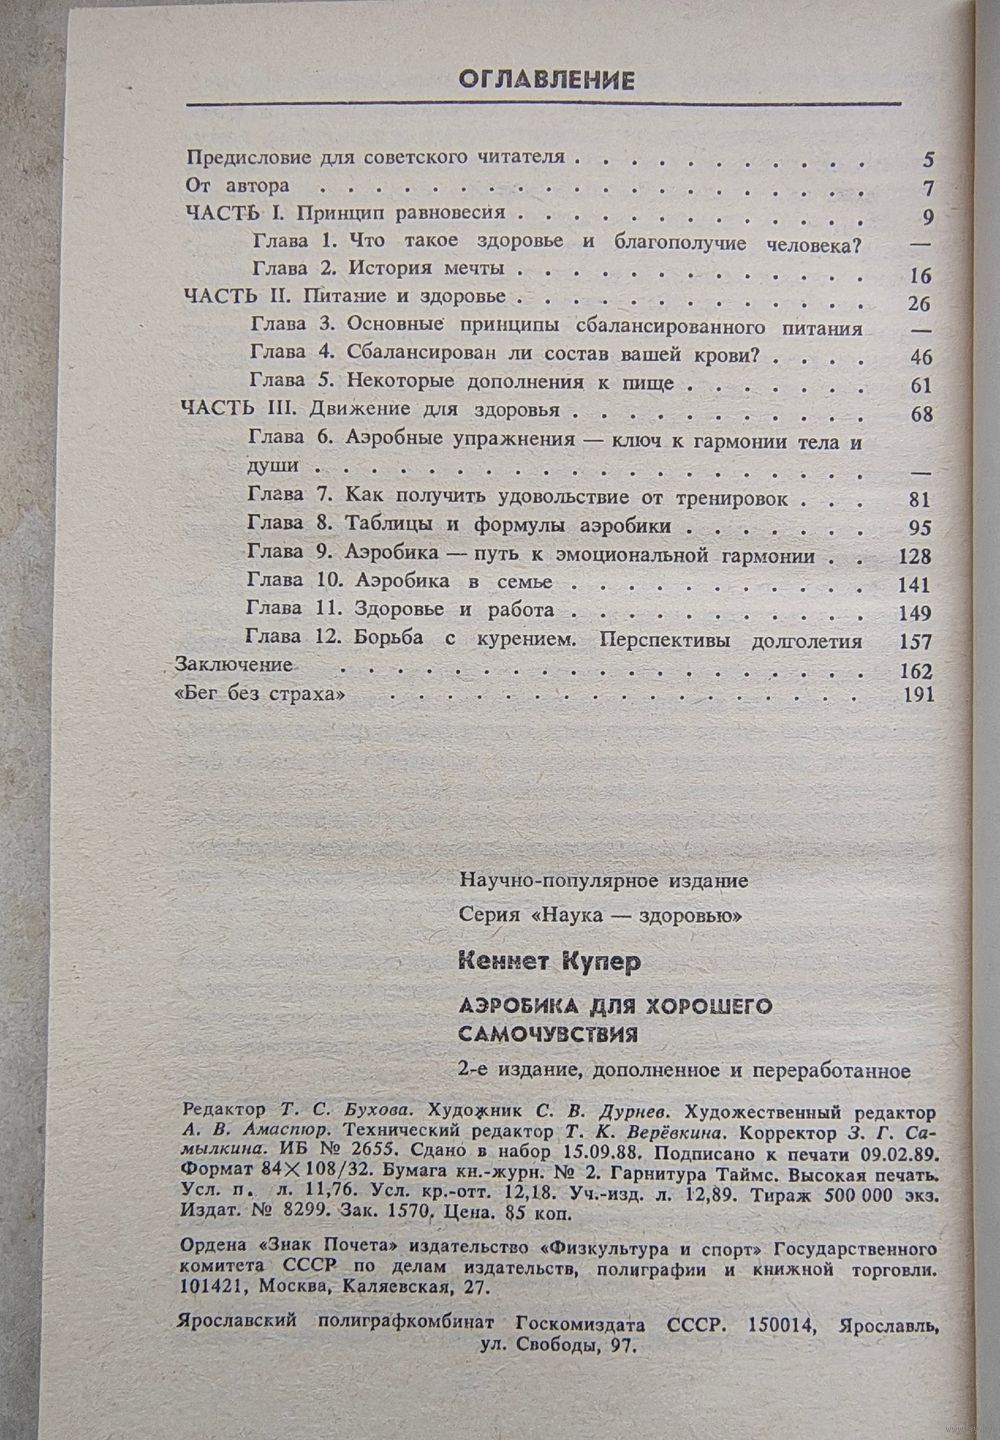 ОГЛАВЛЕНИЕ
Предисловие для советского читателя . . . . . . . . . . . 5
От автора . . . . . . . . . . . . . . . . . . . . 7
ЧАСТЬ I. Принцип равновесия . . . . . . . . . . . . . 9
Глава 1. Что такое здоровье и благополучие человека? —
Глава 2. История мечты . . . . . . . . . . . . . 16
ЧАСТЬ II. Питание и здоровье . . . . . . . . . . . . . 26
Глава 3. Основные принципы сбалансированного питания —
Глава 4. Сбалансирован ли состав вашей крови? . . . . 46
Глава 5. Некоторые дополнения к пище . . . . . . . 61
ЧАСТЬ III. Движение для здоровья . . . . . . . . . . . 68
Глава 6. Аэробные упражнения — ключ к гармонии тела и
души . . . . . . . . . . . . . . . . . . . . —
Глава 7. Как получить удовольствие от тренировок . . . 81
Глава 8. Таблицы и формулы аэробики . . . . . . . 95
Глава 9. Аэробика — путь к эмоциональной гармонии . . 128
Глава 10. Аэробика в семье . . . . . . . . . . . 141
Глава 11. Здоровье и работа . . . . . . . . . . . 149
Глава 12. Борьба с курением. Перспективы долголетия 157
Заключение . . . . . . . . . . . . . . . . . . . 162
«Бег без страха» . . . . . . . . . . . . . . . . . 191
Научно-популярное издание
Серия «Наука — здоровью»
Кеннет Купер
АЭРОБИКА ДЛЯ ХОРОШЕГО
САМОЧУВСТВИЯ
2-е издание, дополненное и переработанное
Редактор Т. С. Бухова. Художник С. В. Дурнев. Художественный редактор
А. В. Амаспюр. Технический редактор Т. К. Верёвкина. Корректор З. Г. Са-
мылкина. ИБ № 2655. Сдано в набор 15.09.88. Подписано к печати 09.02.89.
Формат 84×108/32. Бумага кн.-журн. № 2. Гарнитура Таймс. Высокая печать.
Усл. п. л. 11,76. Усл. кр.-отт. 12,18. Уч.-изд. л. 12,89. Тираж 500 000 экз.
Издат. № 8299. Зак. 1570. Цена. 85 коп.
Ордена «Знак Почета» издательство «Физкультура и спорт» Государственного
комитета СССР по делам издательств, полиграфии и книжной торговли.
101421, Москва, Каляевская, 27.
Ярославский полиграфкомбинат Госкомиздата СССР. 150014, Ярославль,
ул. Свободы, 97.